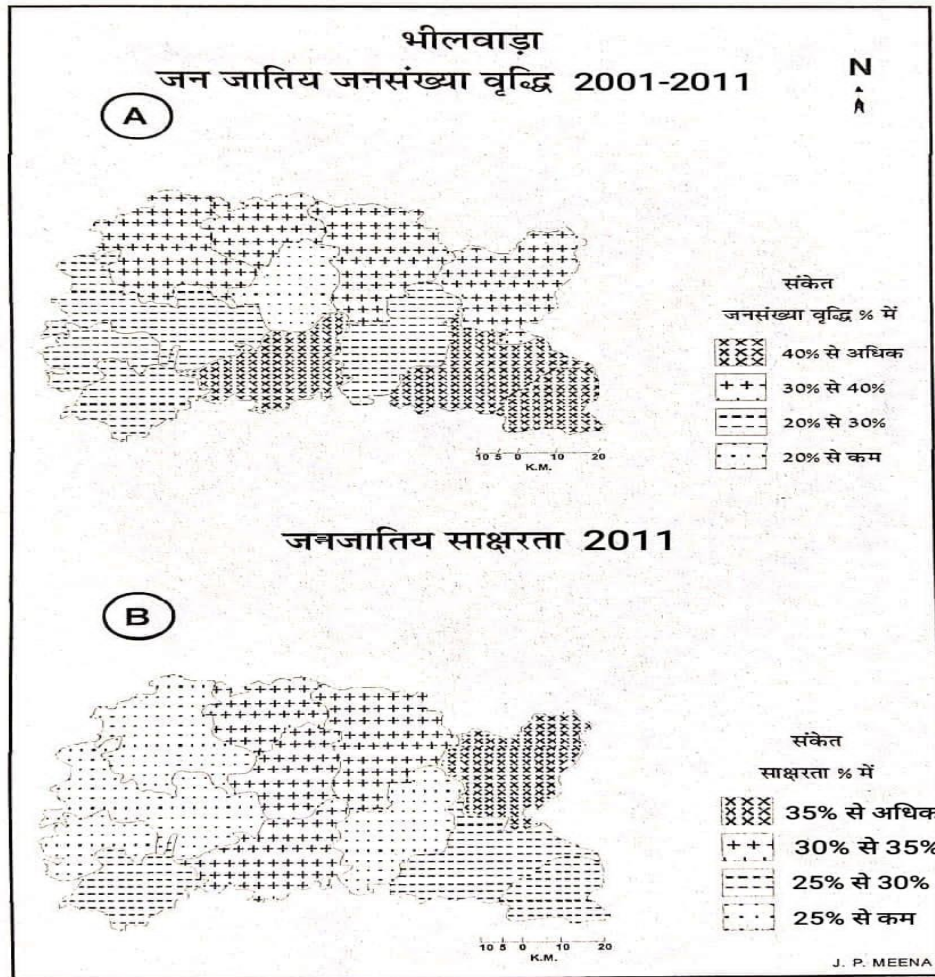 भीलवाड़ा
जन जातिय जनसंख्या वृद्धि 2001-2011
N
A
संकेत
जनसंख्या वृद्धि % में
40% से अधिक
30% से 40%
20% से 30%
20% से कम
10 5 0 10 20
K.M.
जनजातिय साक्षरता 2011
B
संकेत
साक्षरता % में
35% से अधिक
30% से 35%
25% से 30%
25% से कम
10 5 0 10 20
K.M.
J. P. MEENA